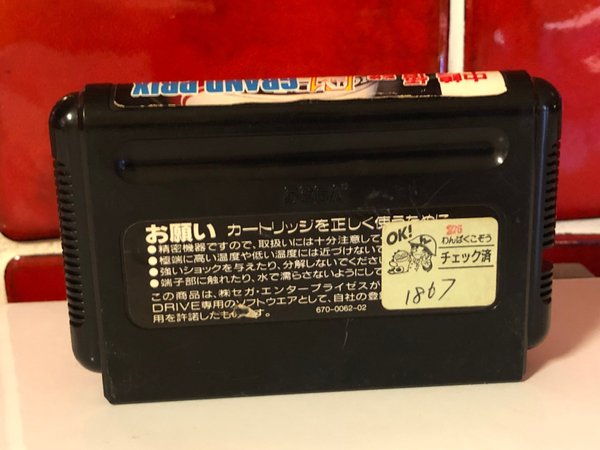 GRAND PRIX
お願い カートリッジを正しく使うために
●精密機器ですので、取扱いには十分注意して
●極端に高い温度や低い温度には近づけない
●強いショックを与えたり、分解しないでくださ
●端子部に触れたり、水で濡らさないようにして
この商品は、㈱セガ・エンタープライゼスが
DRIVE専用のソフトウエアとして、自社の登
用を許諾したも
670-0062-02
OK!
わんぱくこぞう
チェック済
1867